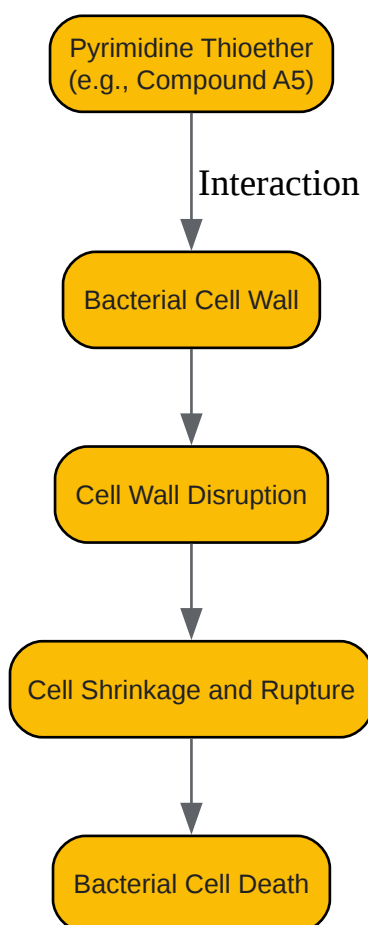 Pyrimidine Thioether
(e.g., Compound A5)
Interaction
Bacterial Cell Wall
Cell Wall Disruption
Cell Shrinkage and Rupture
Bacterial Cell Death